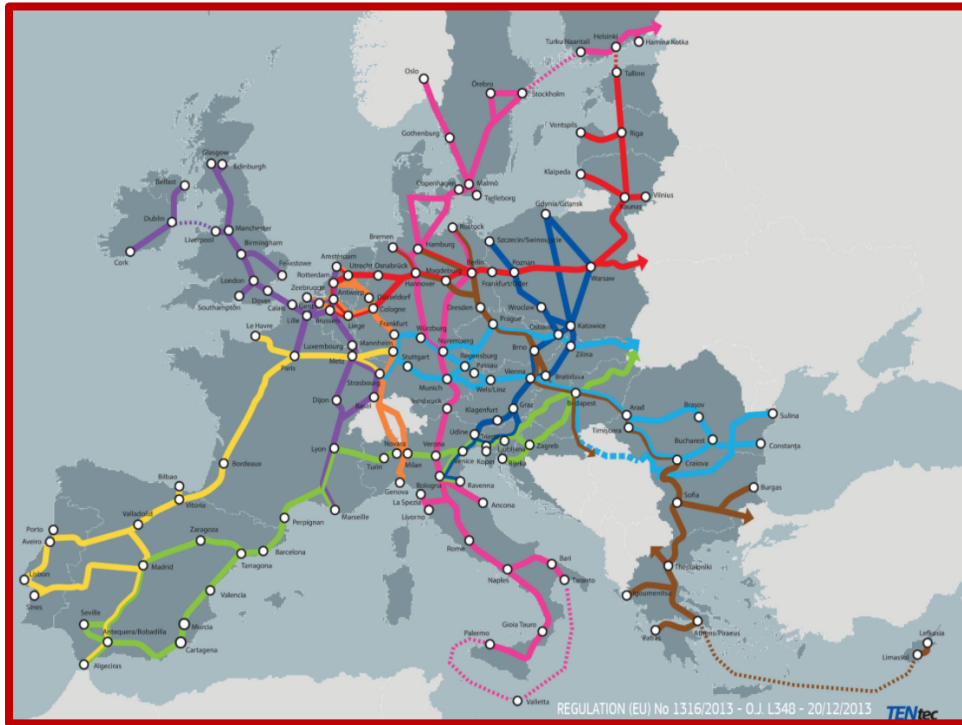 Helsinki
Turku Naantali
Hamina Kotka
Oslo
Örebro
Stockholm
Tallinn
Gothenburg
Ventspils
Riga
Glasgow
Edinburgh
Klaipeda
Belfast
Copenhagen
Malmö
Trelleborg
Vilnius
Kaunas
Dublin
Liverpool
Manchester
Gdynia/Gdansk
Rostock
Szczecin/Swinoujscie
Bremen
Hamburg
Cork
Birmingham
Felixstowe
Amsterdam
Utrecht
Osnabrück
Rotterdam
Hannover
Magdeburg
Berlin
Frankfurt/Oder
Poznan
Warsaw
London
Southampton
Dover
Calais
Zeebrugge
Antwerp
Düsseldorf
Cologne
Dresden
Wroclaw
Lille
Brussels
Liège
Frankfurt
Würzburg
Prague
Ostrava
Katowice
Le Havre
Luxembourg
Mannheim
Nuremberg
Regensburg
Brno
Zilina
Paris
Metz
Stuttgart
Passau
Strasbourg
Munich
Wels/Linz
Vienna
Bratislava
Dijon
Basel
Innsbruck
Klagenfurt
Graz
Budapest
Arad
Brasov
Sulina
Timişoara
Bucharest
Constanţa
Lyon
Turin
Novara
Milan
Verona
Udine
Venice
Koper
Ljubljana
Rijeka
Zagreb
Craiova
Bordeaux
Genova
Bologna
Ravenna
La Spezia
Livorno
Ancona
Sofia
Burgas
Bilbao
Vitoria
Marseille
Perpignan
Porto
Aveiro
Valladolid
Zaragoza
Barcelona
Tarragona
Rome
Bari
Naples
Taranto
Thessaloniki
Igoumenitsa
Lisbon
Madrid
Valencia
Sines
Seville
Murcia
Antequera/Bobadilla
Cartagena
Algeciras
Palermo
Gioia Tauro
Patras
Athens/Piraeus
Lefkosia
Limassol
Valletta
REGULATION (EU) No 1316/2013 - O.J. L348 - 20/12/2013
TENtec